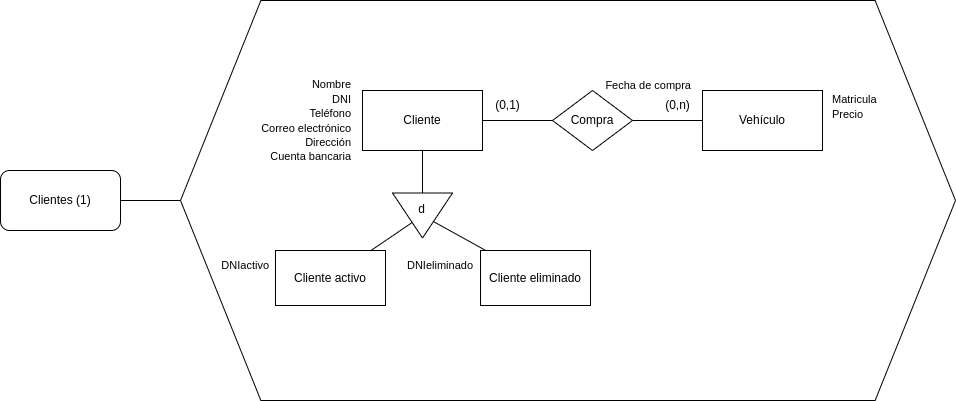 Clientes (1)
Nombre
DNI
Teléfono
Correo electrónico
Dirección
Cuenta bancaria
Cliente
(0,1)
Fecha de compra
Compra
(0,n)
Vehículo
Matricula
Precio
d
DNIactivo
Cliente activo
DNIeliminado
Cliente eliminado